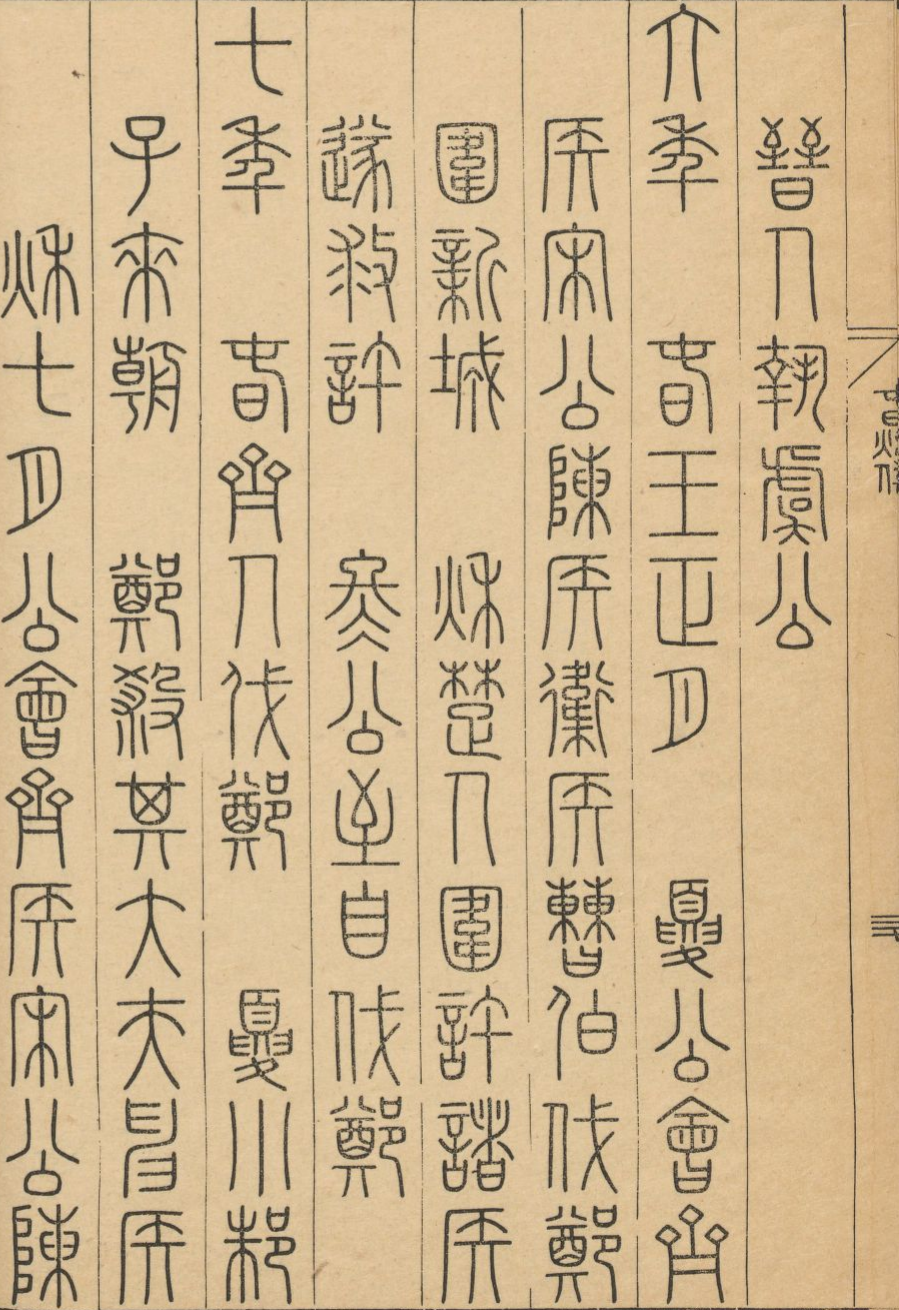 晉人執虞公
六年 春王正月 夏公會齊
侯宋公陳侯衞侯曹伯伐鄭
圍新城 秋楚人圍許諸侯
遂救許 冬公至自伐鄭
七年 春齊人伐鄭 夏小邾
子來朝 鄭殺其大夫申侯
秋七月公會齊侯宋公陳